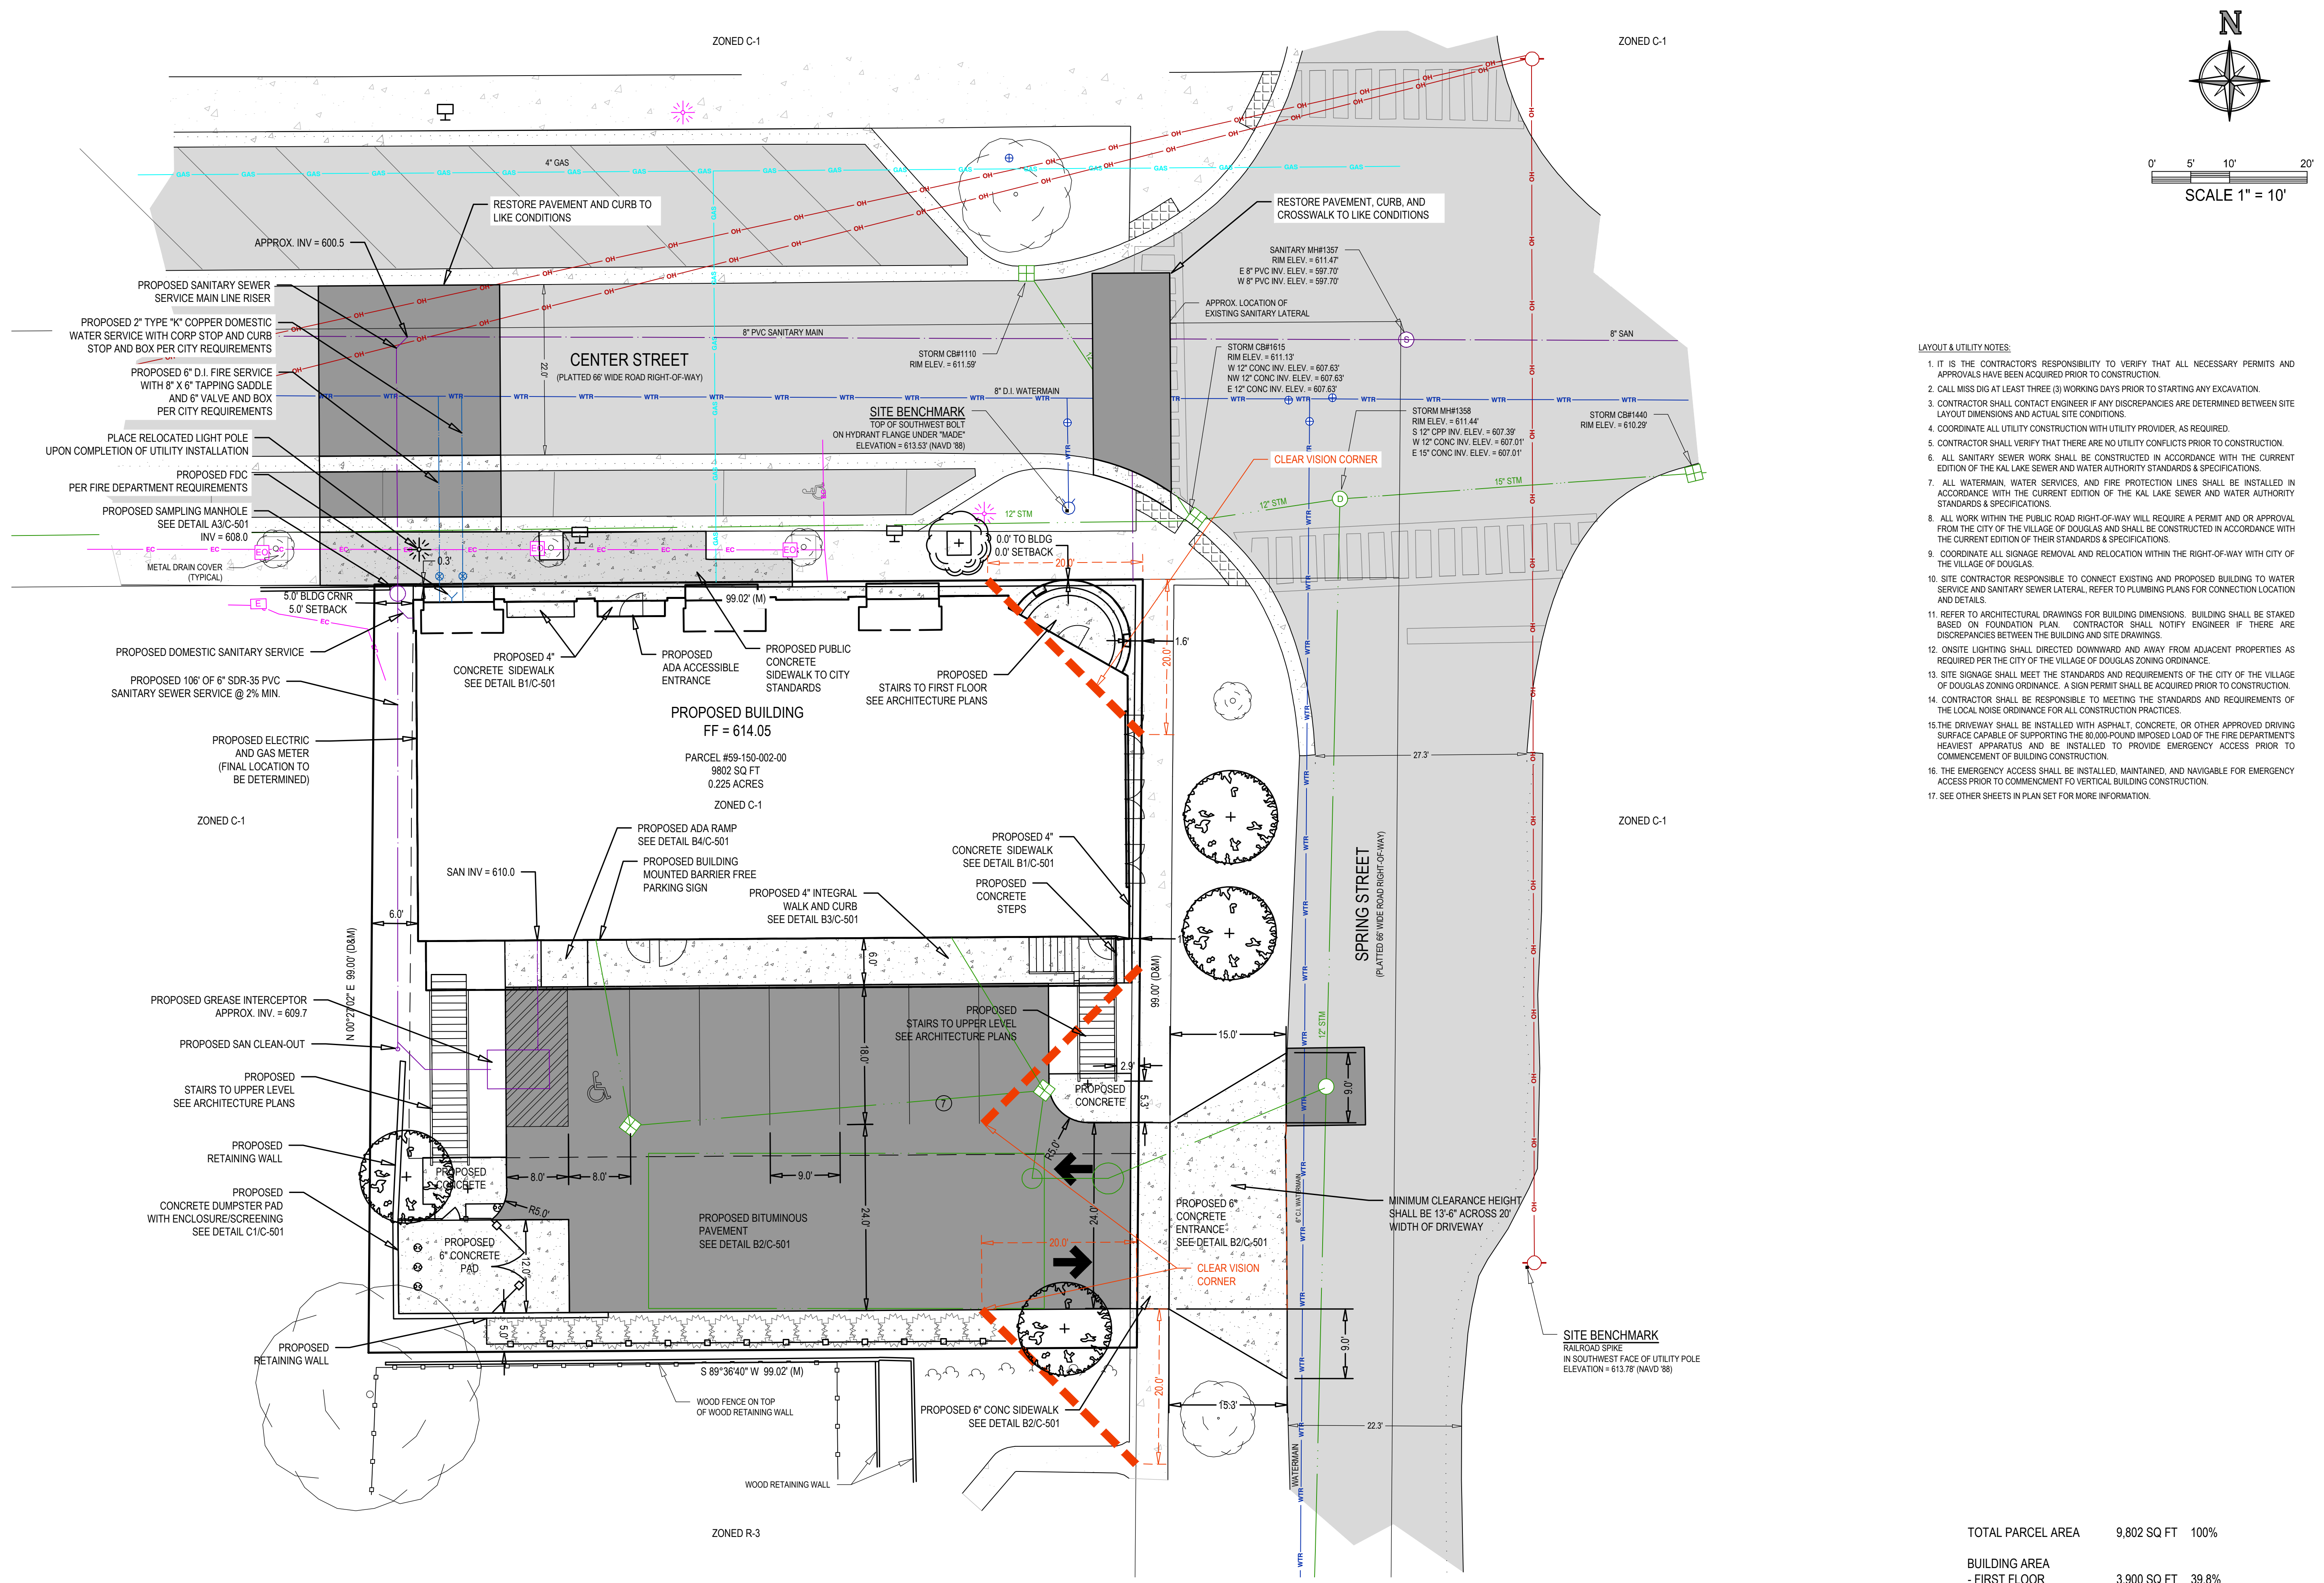 ZONED C-1
ZONED C-1
N
0' 5' 10' 20'
SCALE 1" = 10'
4" GAS
RESTORE PAVEMENT AND CURB TO
LIKE CONDITIONS
RESTORE PAVEMENT, CURB, AND
CROSSWALK TO LIKE CONDITIONS
APPROX. INV = 600.5
SANITARY MH#1357
RIM ELEV. = 611.47'
E 8" PVC INV. ELEV. = 597.70'
W 8" PVC INV. ELEV. = 597.70'
PROPOSED SANITARY SEWER
SERVICE MAIN LINE RISER
APPROX. LOCATION OF
EXISTING SANITARY LATERAL
PROPOSED 2" TYPE "K" COPPER DOMESTIC
WATER SERVICE WITH CORP STOP AND CURB
STOP AND BOX PER CITY REQUIREMENTS
8" PVC SANITARY MAIN
8" SAN
S
CENTER STREET
(PLATTED 66' WIDE ROAD RIGHT-OF-WAY)
22.0'
STORM CB#1110
RIM ELEV. = 611.59'
STORM CB#1615
RIM ELEV. = 611.13'
W 12" CONC INV. ELEV. = 607.63'
NW 12" CONC INV. ELEV. = 607.63'
E 12" CONC INV. ELEV. = 607.63'
PROPOSED 6" D.I. FIRE SERVICE
WITH 8" X 6" TAPPING SADDLE
AND 6" VALVE AND BOX
PER CITY REQUIREMENTS
8" D.I. WATERMAIN
SITE BENCHMARK
TOP OF SOUTHWEST BOLT
ON HYDRANT FLANGE UNDER "MADE"
ELEVATION = 613.53' (NAVD '88)
STORM MH#1358
RIM ELEV. = 611.44'
S 12" CPP INV. ELEV. = 607.39'
W 12" CONC INV. ELEV. = 607.01'
E 15" CONC INV. ELEV. = 607.01'
STORM CB#1440
RIM ELEV. = 610.29'
PLACE RELOCATED LIGHT POLE
UPON COMPLETION OF UTILITY INSTALLATION
CLEAR VISION CORNER
PROPOSED FDC
PER FIRE DEPARTMENT REQUIREMENTS
12" STM
12" STM
15" STM
D
PROPOSED SAMPLING MANHOLE
SEE DETAIL A3/C-501
INV = 608.0
METAL DRAIN COVER
(TYPICAL)
0.3'
0.0' TO BLDG
0.0' SETBACK
20.0'
5.0' BLDG CRNR
5.0' SETBACK
99.02' (M)
1.6'
20.0'
PROPOSED DOMESTIC SANITARY SERVICE
PROPOSED 4"
CONCRETE SIDEWALK
SEE DETAIL B1/C-501
PROPOSED
ADA ACCESSIBLE
ENTRANCE
PROPOSED PUBLIC
CONCRETE
SIDEWALK TO CITY
STANDARDS
PROPOSED
STAIRS TO FIRST FLOOR
SEE ARCHITECTURE PLANS
PROPOSED 106' OF 6" SDR-35 PVC
SANITARY SEWER SERVICE @ 2% MIN.
PROPOSED BUILDING
FF = 614.05
PARCEL #59-150-002-00
9802 SQ FT
0.225 ACRES
ZONED C-1
PROPOSED ELECTRIC
AND GAS METER
(FINAL LOCATION TO
BE DETERMINED)
27.3'
ZONED C-1
ZONED C-1
PROPOSED ADA RAMP
SEE DETAIL B4/C-501
PROPOSED BUILDING
MOUNTED BARRIER FREE
PARKING SIGN
PROPOSED 4"
CONCRETE SIDEWALK
SEE DETAIL B1/C-501
SAN INV = 610.0
PROPOSED 4" INTEGRAL
WALK AND CURB
SEE DETAIL B3/C-501
PROPOSED
CONCRETE
STEPS
SPRING STREET
(PLATTED 66' WIDE ROAD RIGHT-OF-WAY)
6.0'
N 00°27'02" E 99.00' (D&M)
6.0'
99.00' (D&M)
PROPOSED GREASE INTERCEPTOR
APPROX. INV. = 609.7
PROPOSED SAN CLEAN-OUT
PROPOSED
STAIRS TO UPPER LEVEL
SEE ARCHITECTURE PLANS
PROPOSED
STAIRS TO UPPER LEVEL
SEE ARCHITECTURE PLANS
18.0'
15.0'
12" STM
2.9'
9.0'
PROPOSED
CONCRETE
5.3'
7
R5.0'
PROPOSED
RETAINING WALL
PROPOSED
CONCRETE
8.0'
8.0'
9.0'
PROPOSED
CONCRETE DUMPSTER PAD
WITH ENCLOSURE/SCREENING
SEE DETAIL C1/C-501
R5.0'
24.0'
24.0'
PROPOSED BITUMINOUS
PAVEMENT
SEE DETAIL B2/C-501
PROPOSED 6"
CONCRETE
ENTRANCE
SEE DETAIL B2/C-501
6" C.I. WATERMAIN
MINIMUM CLEARANCE HEIGHT
SHALL BE 13'-6" ACROSS 20'
WIDTH OF DRIVEWAY
PROPOSED
6" CONCRETE
PAD
12.0'
20.0'
CLEAR VISION
CORNER
5.0'
PROPOSED
RETAINING WALL
9.0'
SITE BENCHMARK
RAILROAD SPIKE
IN SOUTHWEST FACE OF UTILITY POLE
ELEVATION = 613.78' (NAVD '88)
S 89°36'40" W 99.02' (M)
WOOD FENCE ON TOP
OF WOOD RETAINING WALL
20.0'
PROPOSED 6" CONC SIDEWALK
SEE DETAIL B2/C-501
15.3'
22.3'
WATERMAIN
WOOD RETAINING WALL
ZONED R-3
LAYOUT & UTILITY NOTES:
1. IT IS THE CONTRACTOR'S RESPONSIBILITY TO VERIFY THAT ALL NECESSARY PERMITS AND
APPROVALS HAVE BEEN ACQUIRED PRIOR TO CONSTRUCTION.
2. CALL MISS DIG AT LEAST THREE (3) WORKING DAYS PRIOR TO STARTING ANY EXCAVATION.
3. CONTRACTOR SHALL CONTACT ENGINEER IF ANY DISCREPANCIES ARE DETERMINED BETWEEN SITE
LAYOUT DIMENSIONS AND ACTUAL SITE CONDITIONS.
4. COORDINATE ALL UTILITY CONSTRUCTION WITH UTILITY PROVIDER, AS REQUIRED.
5. CONTRACTOR SHALL VERIFY THAT THERE ARE NO UTILITY CONFLICTS PRIOR TO CONSTRUCTION.
6. ALL SANITARY SEWER WORK SHALL BE CONSTRUCTED IN ACCORDANCE WITH THE CURRENT
EDITION OF THE KAL LAKE SEWER AND WATER AUTHORITY STANDARDS & SPECIFICATIONS.
7. ALL WATERMAIN, WATER SERVICES, AND FIRE PROTECTION LINES SHALL BE INSTALLED IN
ACCORDANCE WITH THE CURRENT EDITION OF THE KAL LAKE SEWER AND WATER AUTHORITY
STANDARDS & SPECIFICATIONS.
8. ALL WORK WITHIN THE PUBLIC ROAD RIGHT-OF-WAY WILL REQUIRE A PERMIT AND OR APPROVAL
FROM THE CITY OF THE VILLAGE OF DOUGLAS AND SHALL BE CONSTRUCTED IN ACCORDANCE WITH
THE CURRENT EDITION OF THEIR STANDARDS & SPECIFICATIONS.
9. COORDINATE ALL SIGNAGE REMOVAL AND RELOCATION WITHIN THE RIGHT-OF-WAY WITH CITY OF
THE VILLAGE OF DOUGLAS.
10. SITE CONTRACTOR RESPONSIBLE TO CONNECT EXISTING AND PROPOSED BUILDING TO WATER
SERVICE AND SANITARY SEWER LATERAL, REFER TO PLUMBING PLANS FOR CONNECTION LOCATION
AND DETAILS.
11. REFER TO ARCHITECTURAL DRAWINGS FOR BUILDING DIMENSIONS. BUILDING SHALL BE STAKED
BASED ON FOUNDATION PLAN. CONTRACTOR SHALL NOTIFY ENGINEER IF THERE ARE
DISCREPANCIES BETWEEN THE BUILDING AND SITE DRAWINGS.
12. ONSITE LIGHTING SHALL DIRECTED DOWNWARD AND AWAY FROM ADJACENT PROPERTIES AS
REQUIRED PER THE CITY OF THE VILLAGE OF DOUGLAS ZONING ORDINANCE.
13. SITE SIGNAGE SHALL MEET THE STANDARDS AND REQUIREMENTS OF THE CITY OF THE VILLAGE
OF DOUGLAS ZONING ORDINANCE. A SIGN PERMIT SHALL BE ACQUIRED PRIOR TO CONSTRUCTION.
14. CONTRACTOR SHALL BE RESPONSIBLE TO MEETING THE STANDARDS AND REQUIREMENTS OF
THE LOCAL NOISE ORDINANCE FOR ALL CONSTRUCTION PRACTICES.
15.THE DRIVEWAY SHALL BE INSTALLED WITH ASPHALT, CONCRETE, OR OTHER APPROVED DRIVING
SURFACE CAPABLE OF SUPPORTING THE 80,000-POUND IMPOSED LOAD OF THE FIRE DEPARTMENT'S
HEAVIEST APPARATUS AND BE INSTALLED TO PROVIDE EMERGENCY ACCESS PRIOR TO
COMMENCEMENT OF BUILDING CONSTRUCTION.
16. THE EMERGENCY ACCESS SHALL BE INSTALLED, MAINTAINED, AND NAVIGABLE FOR EMERGENCY
ACCESS PRIOR TO COMMENCMENT FO VERTICAL BUILDING CONSTRUCTION.
17. SEE OTHER SHEETS IN PLAN SET FOR MORE INFORMATION.
TOTAL PARCEL AREA 9,802 SQ FT 100%
BUILDING AREA
- FIRST FLOOR 3,900 SQ FT 39.8%